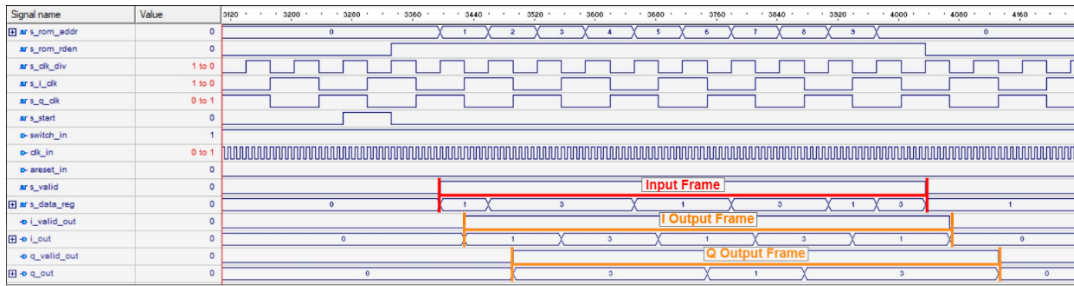 Signal name Value 3120 3200 3280 3360 3440 3520 3600 3680 3760 3840 3920 4000 4080 4160
s_rom_addr 0 0 1 2 3 4 5 6 7 8 9 0
s_rom_rden 0
s_clk_div 1 to 0
s_i_clk 1 to 0
s_q_clk 0 to 1
s_start 0
switch_in 1
clk_in 0 to 1
areset_in 0
s_valid 0 Input Frame
s_data_reg 0 0 1 3 1 3 1 3 1
i_valid_out 0 I Output Frame
i_out 0 0 1 3 1 3 1 0
q_valid_out 0 Q Output Frame
q_out 0 0 3 1 3 0